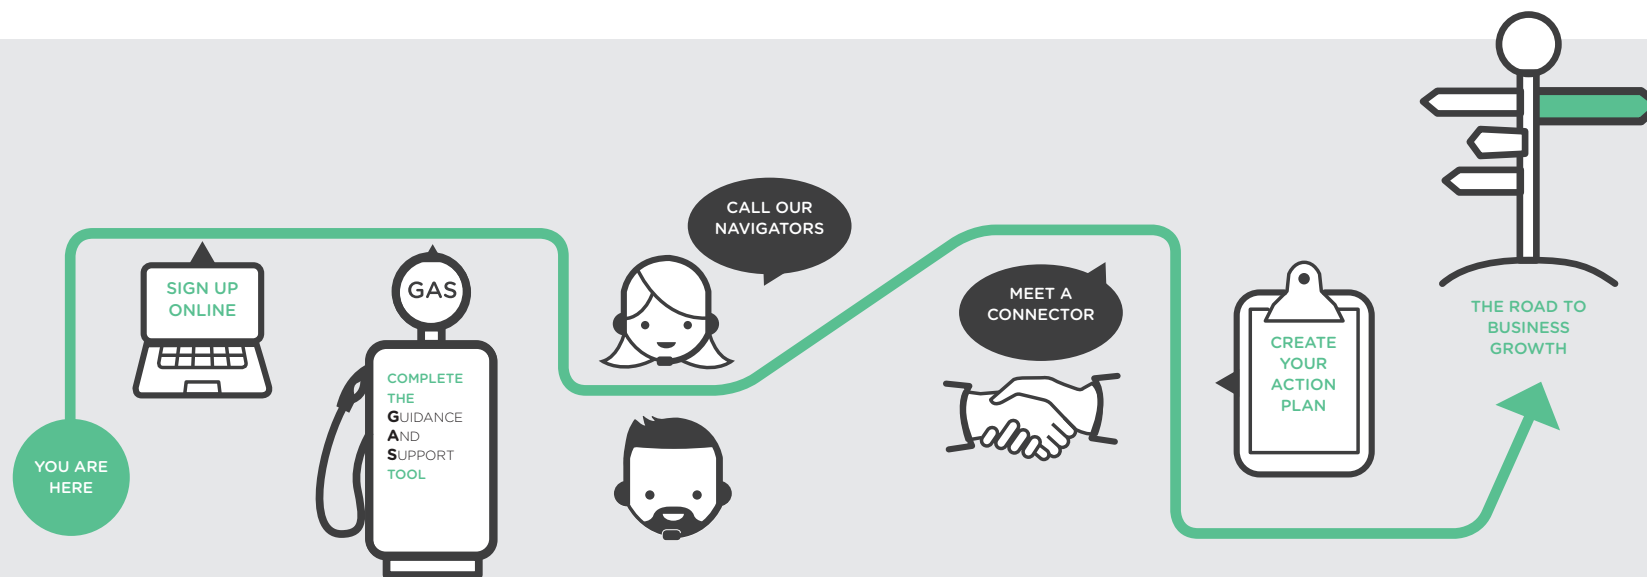 YOU ARE
HERE
SIGN UP
ONLINE
GAS
COMPLETE
THE
GUIDANCE
AND
SUPPORT
TOOL
CALL OUR
NAVIGATORS
MEET A
CONNECTOR
CREATE
YOUR
ACTION
PLAN
THE ROAD TO
BUSINESS
GROWTH